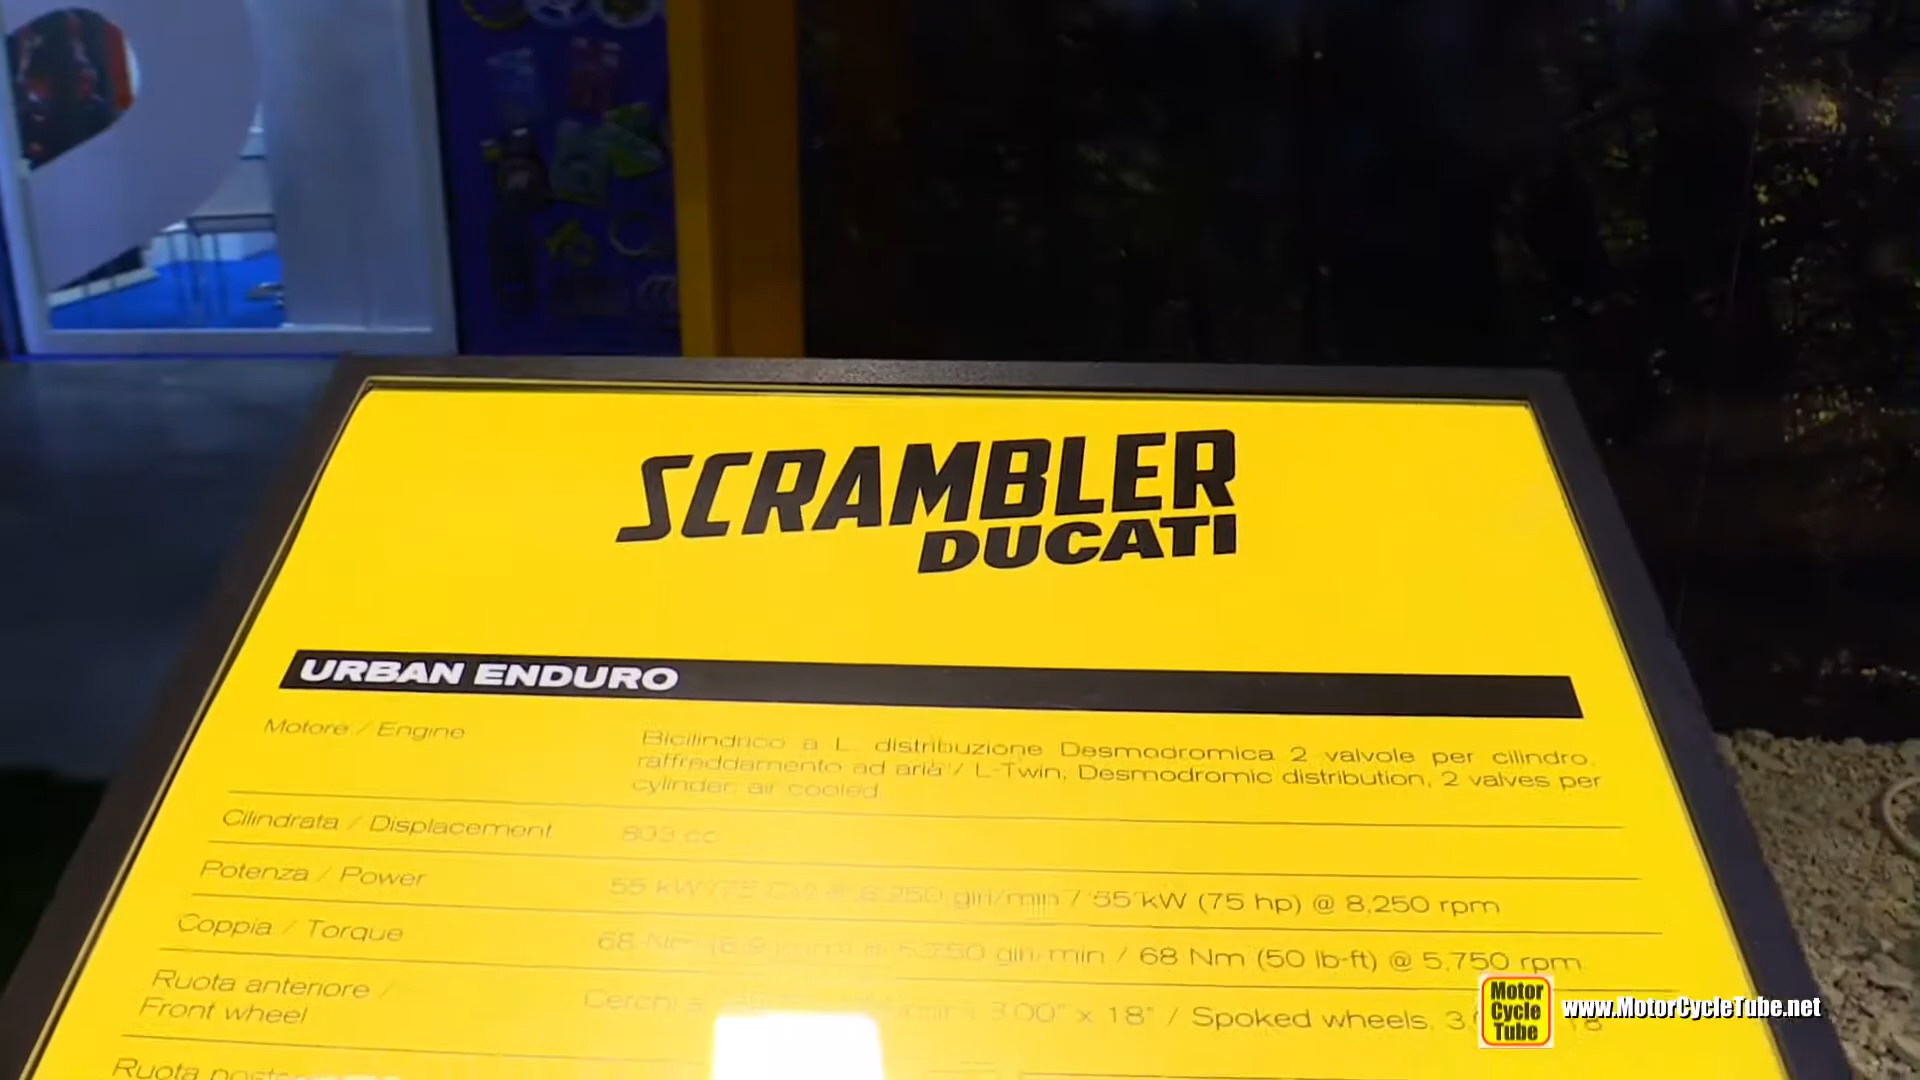 SCRAMBLER
DUCATI
URBAN ENDURO
Motore / Engine
Bicilindrico a L. distribuzione Desmodromica 2 valvole per cilindro,
raffreddamento ad aria / L-Twin, Desmodromic distribution, 2 valves per
cylinder, air cooled
Cilindrata / Displacement 803 cc
Potenza / Power 55 kW (75 CV) @ 8.250 giri/min / 55 kW (75 hp) @ 8,250 rpm
Coppia / Torque 68 Nm (6.9 kgm) @ 5.750 giri/min / 68 Nm (50 lb-ft) @ 5,750 rpm
Ruota anteriore /
Front wheel
Cerchi 3.00" x 18" / Spoked wheels, 18"
Ruota
Motor
Cycle
Tube
www.MotorCycleTube.net